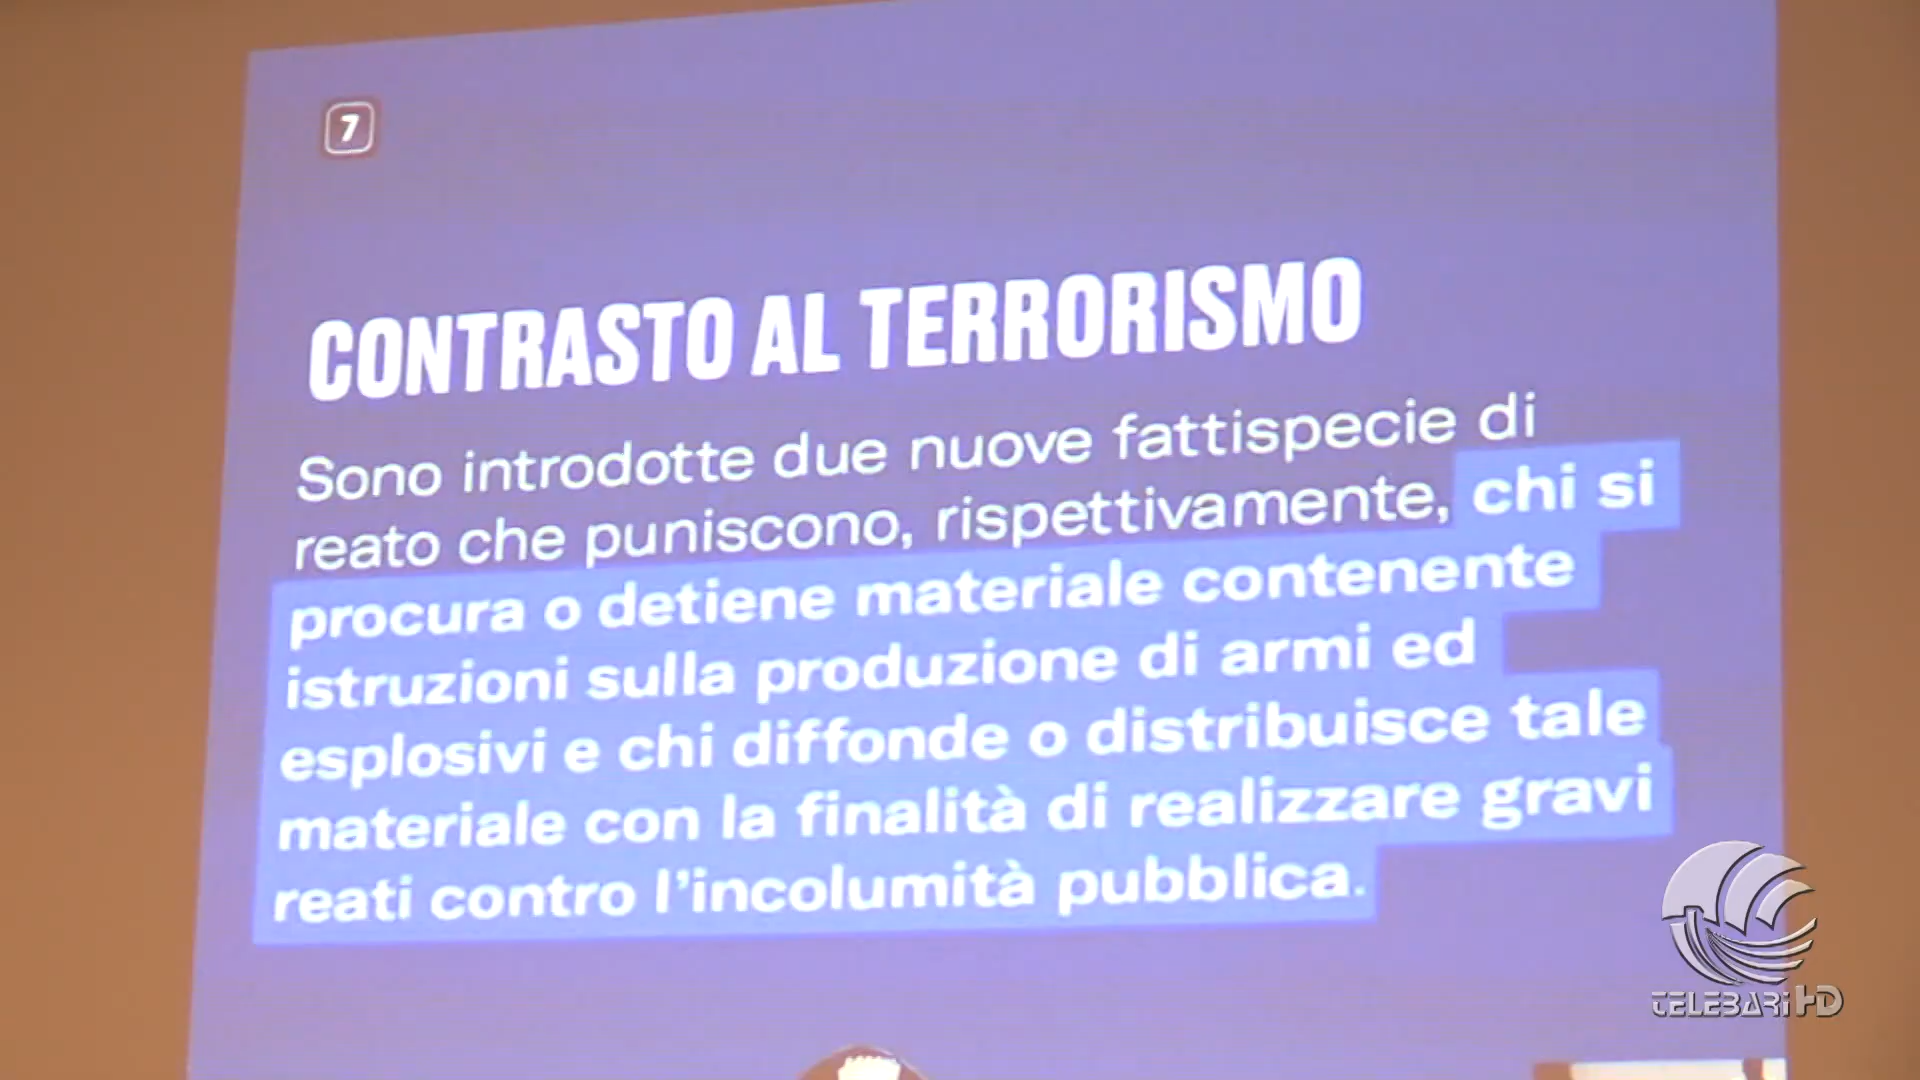 7
CONTRASTO AL TERRORISMO
Sono introdotte due nuove fattispecie di
reato che puniscono, rispettivamente, chi si
procura o detiene materiale contenente
istruzioni sulla produzione di armi ed
esplosivi e chi diffonde o distribuisce tale
materiale con la finalità di realizzare gravi
reati contro l'incolumità pubblica.
TELEBARI HD